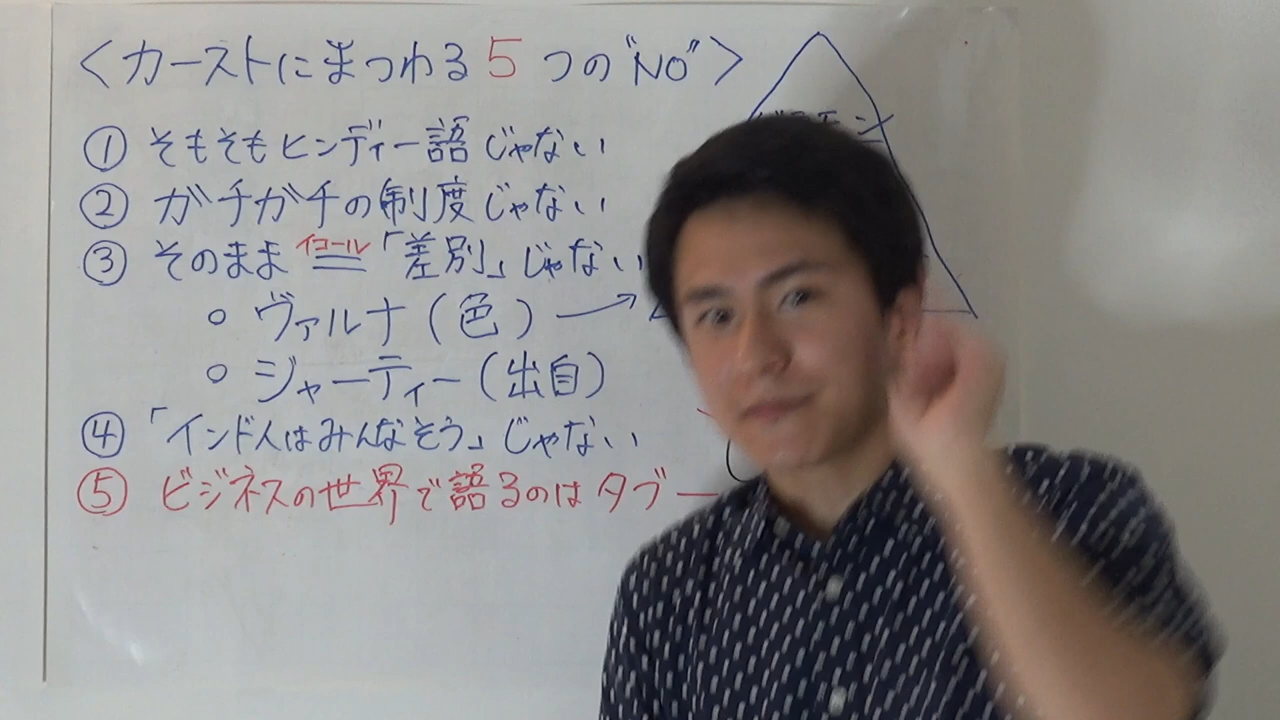 ＜カーストにまつわる5つの"NO"＞
① そもそもヒンディー語じゃない
② ガチガチの制度じゃない
③ そのまま イコール＝「差別」じゃない
○ ヴァルナ（色）→
○ ジャーティー（出自）
④「インド人はみんなそう」じゃない
⑤ ビジネスの世界で語るのはタブー